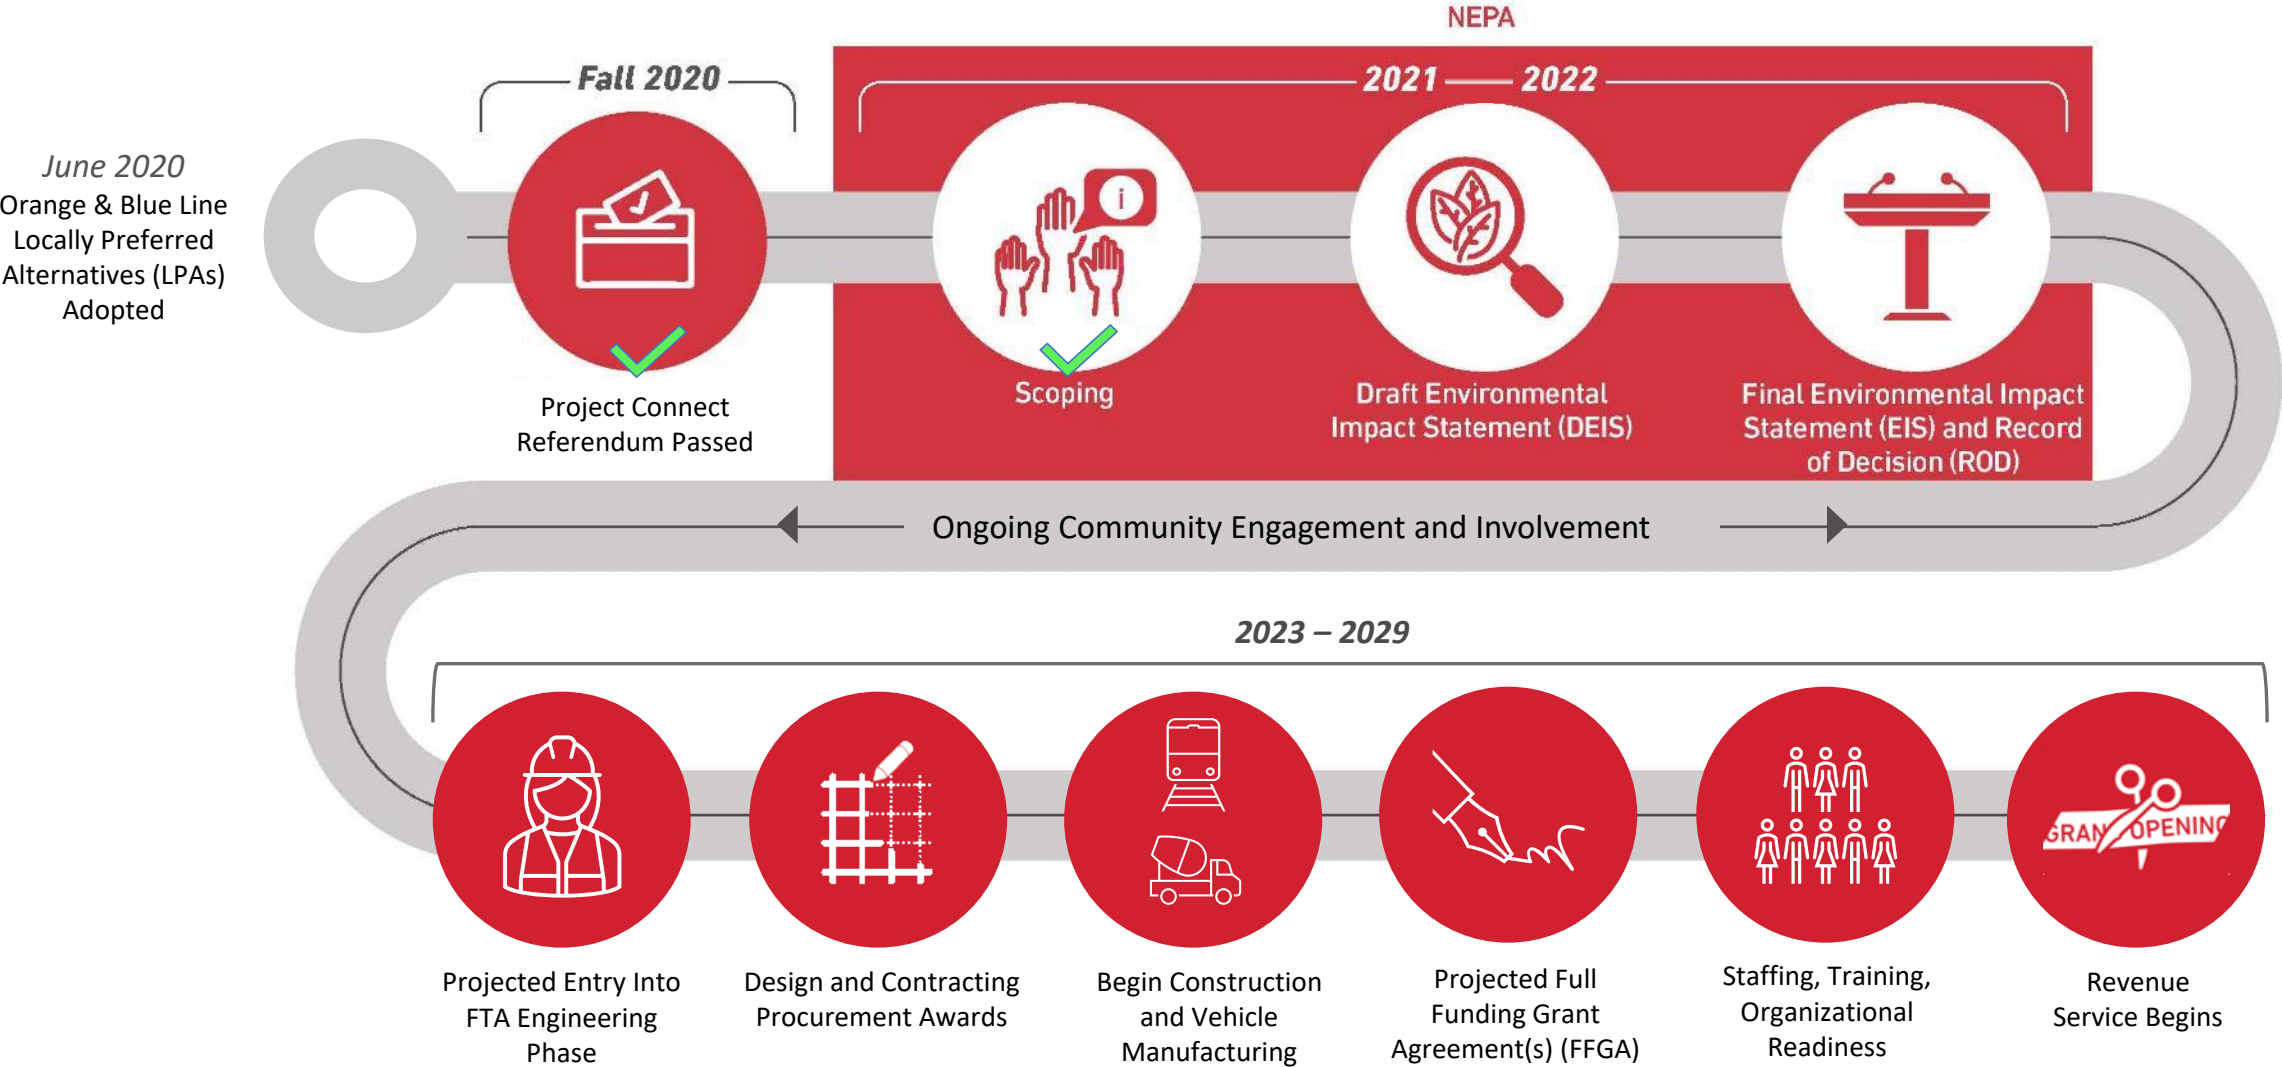 NEPA
Fall 2020
2021
2022
June 2020
Orange & Blue Line
Locally Preferred
Alternatives (LPAs)
Adopted
i
Project Connect
Referendum Passed
Scoping
Draft Environmental
Impact Statement (DEIS)
Final Environmental Impact
Statement (EIS) and Record
of Decision (ROD)
Ongoing Community Engagement and Involvement
2023 – 2029
GRAND OPENING
Projected Entry Into
FTA Engineering
Phase
Design and Contracting
Procurement Awards
Begin Construction
and Vehicle
Manufacturing
Projected Full
Funding Grant
Agreement(s) (FFGA)
Staffing, Training,
Organizational
Readiness
Revenue
Service Begins